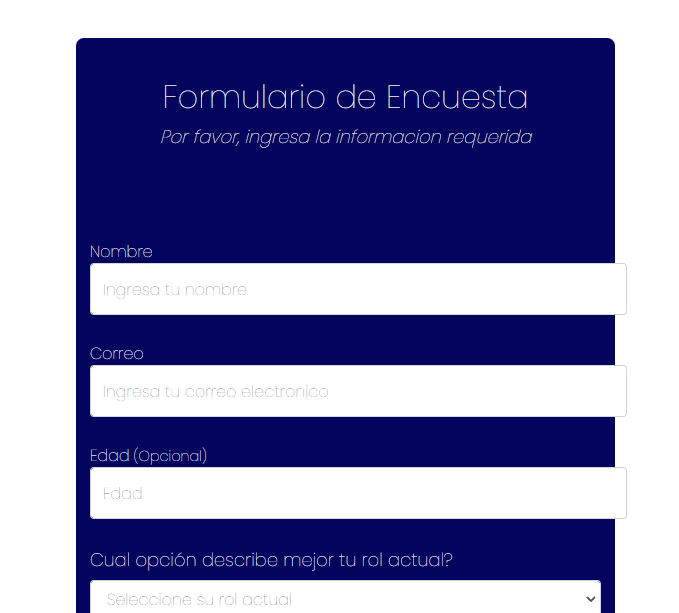 Formulario de Encuesta
Por favor, ingresa la informacion requerida
Nombre
Ingresa tu nombre
Correo
Ingresa tu correo electronico
Edad (Opcional)
Edad
Cual opción describe mejor tu rol actual?
Seleccione su rol actual